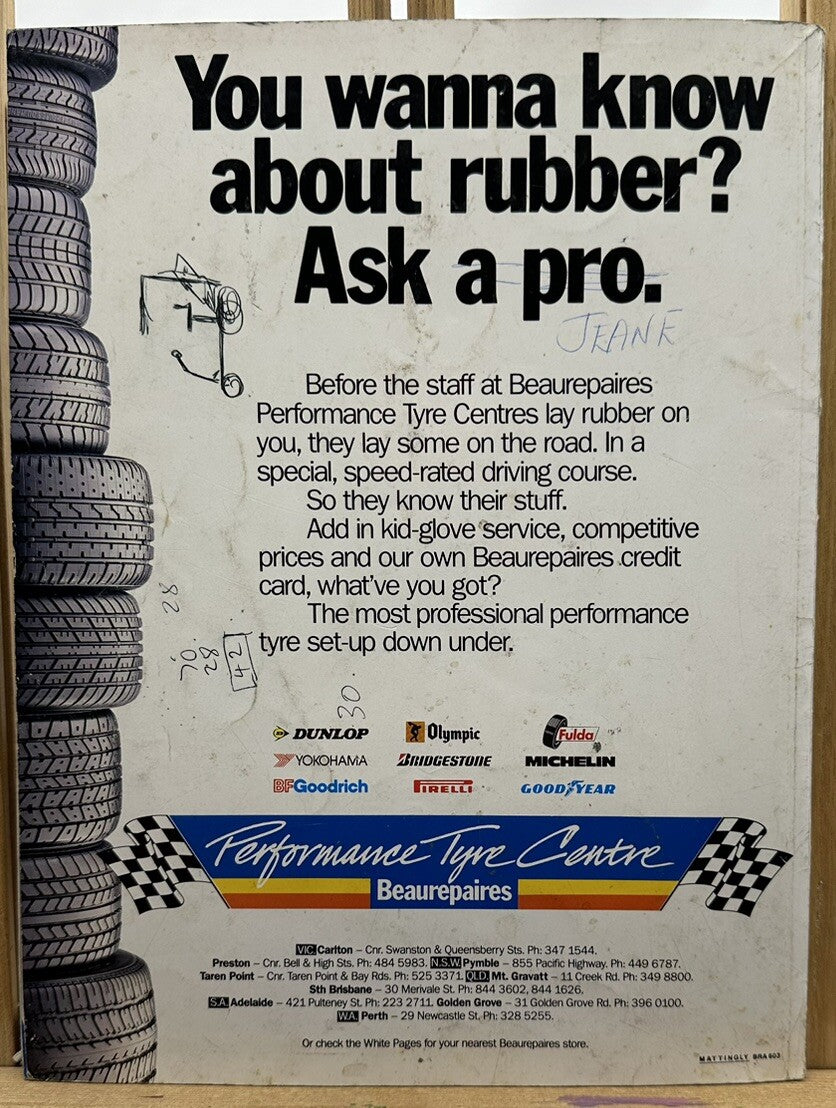 You wanna know
about rubber?
Ask a pro.
JEANE
Before the staff at Beaurepaires
Performance Tyre Centres lay rubber on
you, they lay some on the road. In a
special, speed-rated driving course.
So they know their stuff.
Add in kid-glove service, competitive
prices and our own Beaurepaires credit
card, what've you got?
The most professional performance
tyre set-up down under.
28
70
28
42
30
DUNLOP Olympic Fulda
YOKOHAMA BRIDGESTONE MICHELIN
BFGoodrich PIRELLI GOODYEAR
Performance Tyre Centre
Beaurepaires
VIC. Carlton – Cnr. Swanston & Queensberry Sts. Ph: 347 1544.
Preston – Cnr. Bell & High Sts. Ph: 484 5983. N.S.W. Pymble – 855 Pacific Highway. Ph: 449 6787.
Taren Point – Cnr. Taren Point & Bay Rds. Ph: 525 3371. QLD. Mt. Gravatt – 11 Creek Rd. Ph: 349 8800.
Sth Brisbane – 30 Merivale St. Ph: 844 3602, 844 1626.
S.A. Adelaide – 421 Pulteney St. Ph: 223 2711. Golden Grove – 31 Golden Grove Rd. Ph: 396 0100.
W.A. Perth – 29 Newcastle St. Ph: 328 5255.
Or check the White Pages for your nearest Beaurepaires store.
MATTINGLY BRA 603